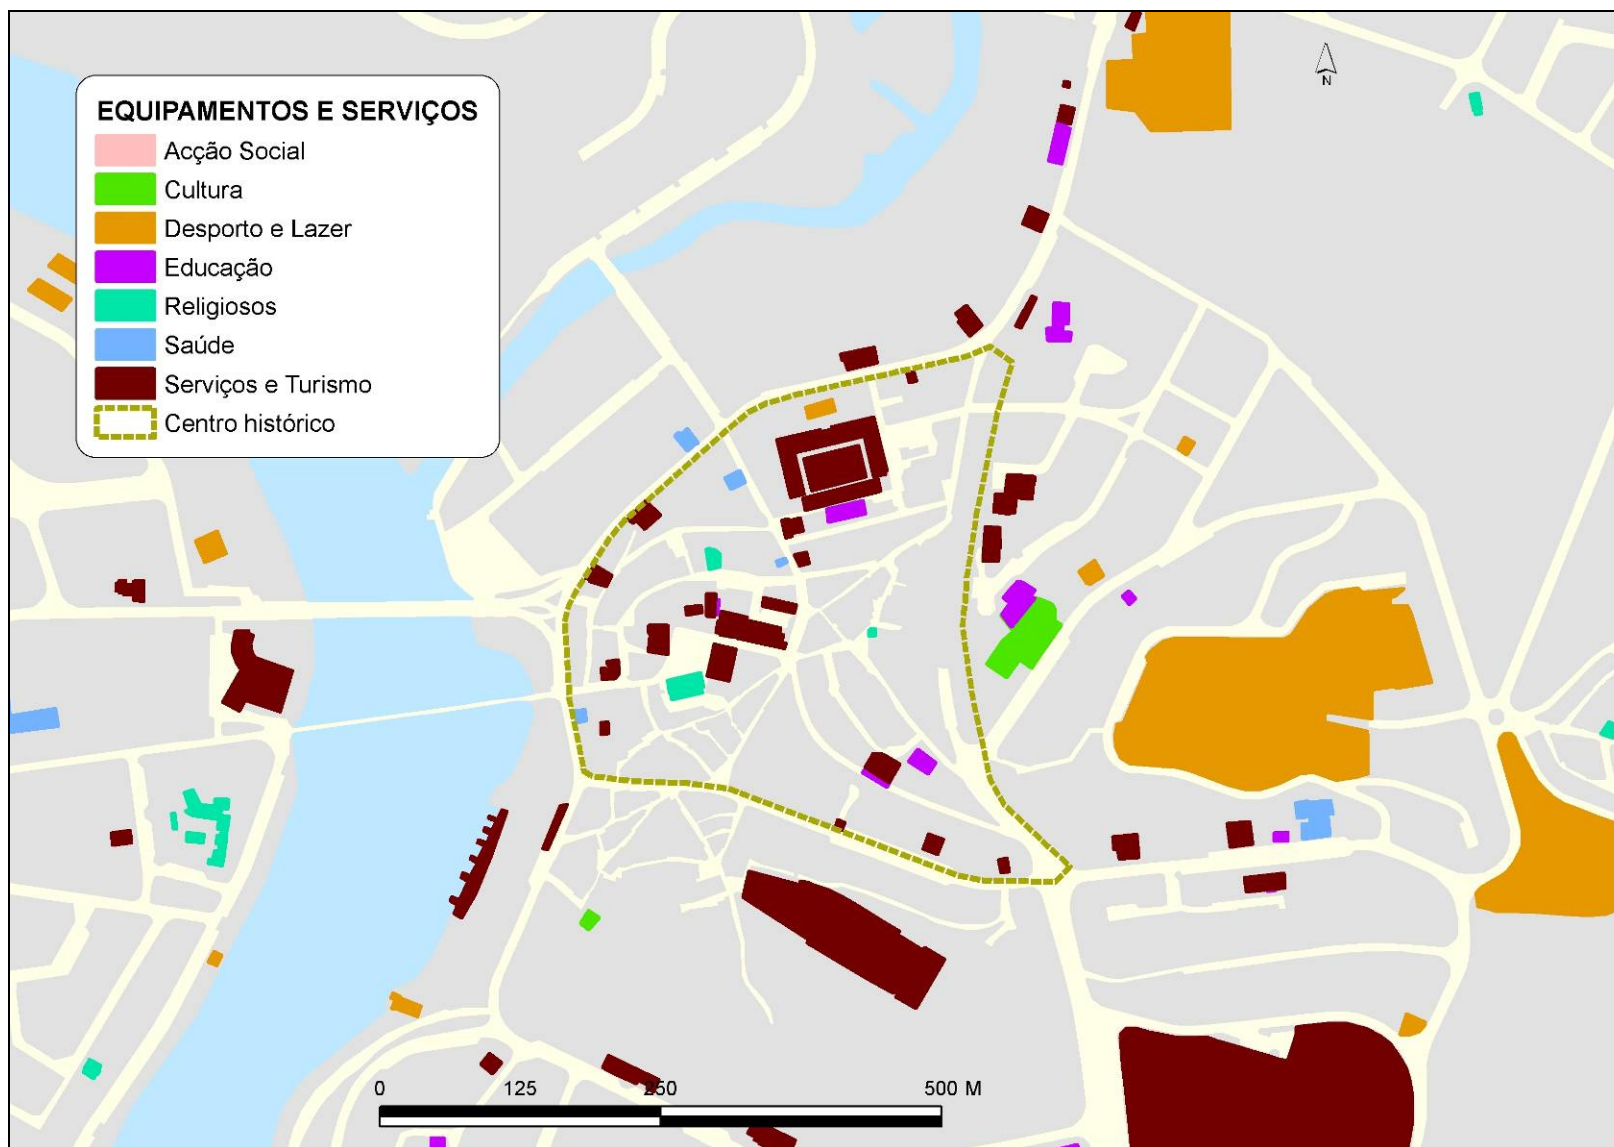 N
EQUIPAMENTOS E SERVIÇOS
Acção Social
Cultura
Desporto e Lazer
Educação
Religiosos
Saúde
Serviços e Turismo
Centro histórico
0 125 250 500 M